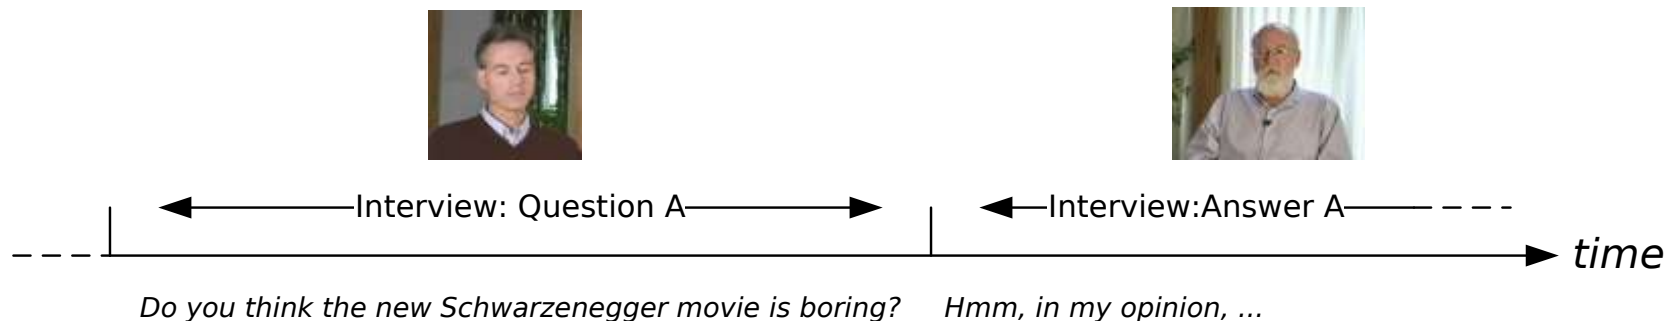 Interview: Question A
Interview:Answer A
time
Do you think the new Schwarzenegger movie is boring?
Hmm, in my opinion, ...